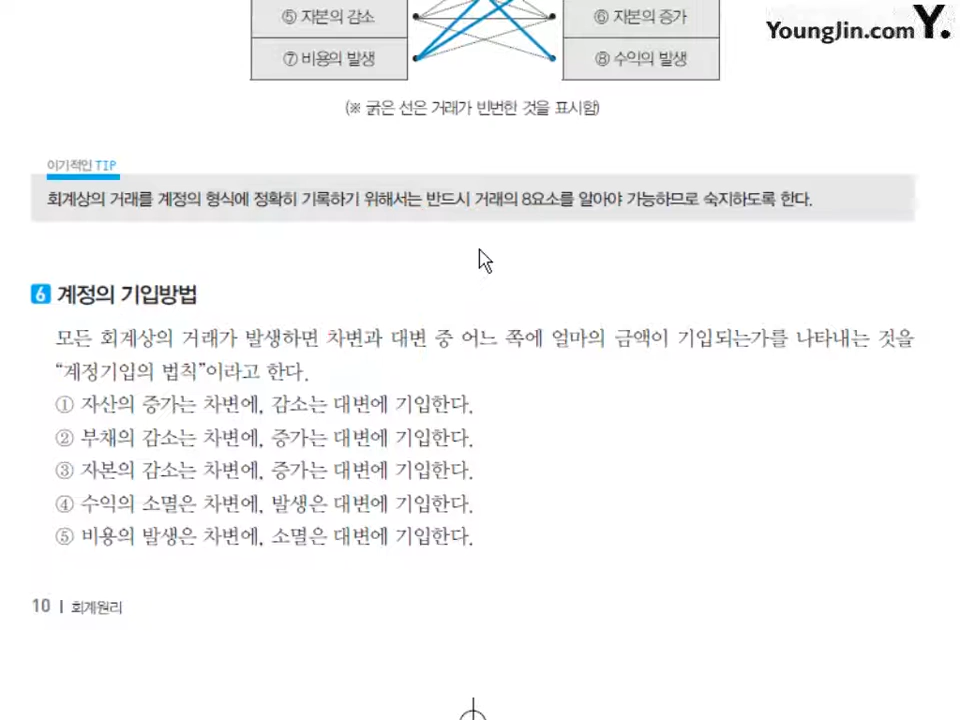 ⑤ 자본의 감소
⑥ 자본의 증가
YoungJin.com Y.
⑦ 비용의 발생
⑧ 수익의 발생
(※ 굵은 선은 거래가 빈번한 것을 표시함)
이기적인 TIP
회계상의 거래를 계정의 형식에 정확히 기록하기 위해서는 반드시 거래의 8요소를 알아야 가능하므로 숙지하도록 한다.
6 계정의 기입방법
모든 회계상의 거래가 발생하면 차변과 대변 중 어느 쪽에 얼마의 금액이 기입되는가를 나타내는 것을
“계정기입의 법칙”이라고 한다.
① 자산의 증가는 차변에, 감소는 대변에 기입한다.
② 부채의 감소는 차변에, 증가는 대변에 기입한다.
③ 자본의 감소는 차변에, 증가는 대변에 기입한다.
④ 수익의 소멸은 차변에, 발생은 대변에 기입한다.
⑤ 비용의 발생은 차변에, 소멸은 대변에 기입한다.
10 | 회계원리